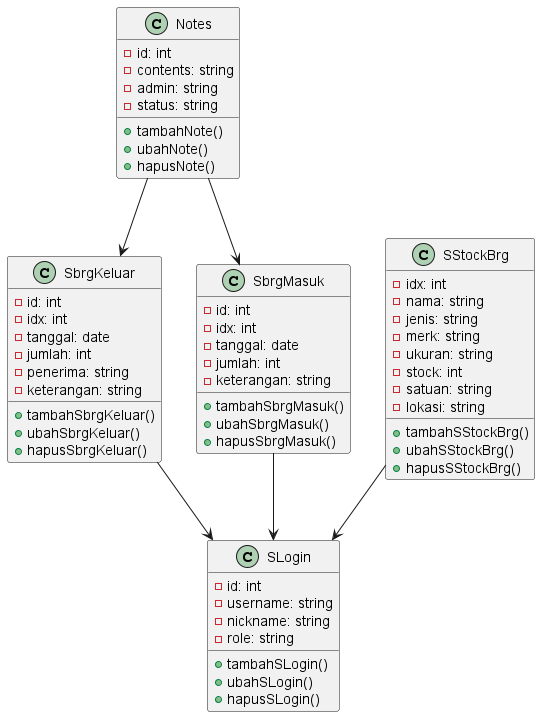 C Notes
id: int
contents: string
admin: string
status: string
tambahNote()
ubahNote()
hapusNote()
C SbrgKeluar
id: int
idx: int
tanggal: date
jumlah: int
penerima: string
keterangan: string
tambahSbrgKeluar()
ubahSbrgKeluar()
hapusSbrgKeluar()
C SbrgMasuk
id: int
idx: int
tanggal: date
jumlah: int
keterangan: string
tambahSbrgMasuk()
ubahSbrgMasuk()
hapusSbrgMasuk()
C SStockBrg
idx: int
nama: string
jenis: string
merk: string
ukuran: string
stock: int
satuan: string
lokasi: string
tambahSStockBrg()
ubahSStockBrg()
hapusSStockBrg()
C SLogin
id: int
username: string
nickname: string
role: string
tambahSLogin()
ubahSLogin()
hapusSLogin()